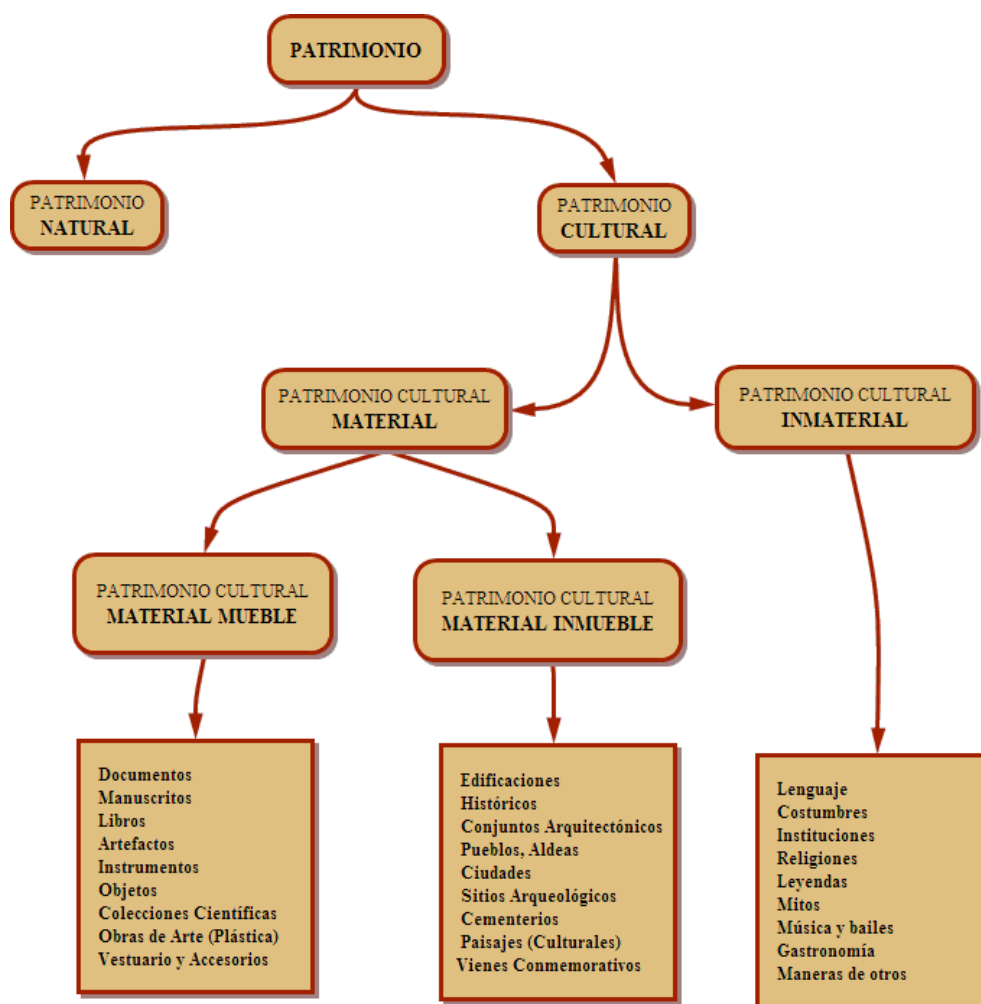 PATRIMONIO
PATRIMONIO
NATURAL
PATRIMONIO
CULTURAL
PATRIMONIO CULTURAL
MATERIAL
PATRIMONIO CULTURAL
INMATERIAL
PATRIMONIO CULTURAL
MATERIAL MUEBLE
PATRIMONIO CULTURAL
MATERIAL INMUEBLE
Documentos
Manuscritos
Libros
Artefactos
Instrumentos
Objetos
Colecciones Científicas
Obras de Arte (Plástica)
Vestuario y Accesorios
Edificaciones
Históricos
Conjuntos Arquitectónicos
Pueblos, Aldeas
Ciudades
Sitios Arqueológicos
Cementerios
Paisajes (Culturales)
Vienes Conmemorativos
Lenguaje
Costumbres
Instituciones
Religiones
Leyendas
Mitos
Música y bailes
Gastronomía
Maneras de otros